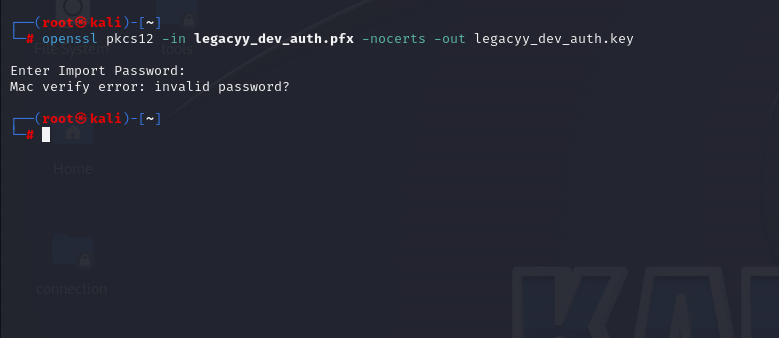 ┌──(root㉿kali)-[~]
└─# openssl pkcs12 -in legacyy_dev_auth.pfx -nocerts -out legacyy_dev_auth.key
File System
tools
Enter Import Password:
Mac verify error: invalid password?
┌──(root㉿kali)-[~]
└─#
Home
connection
KAL